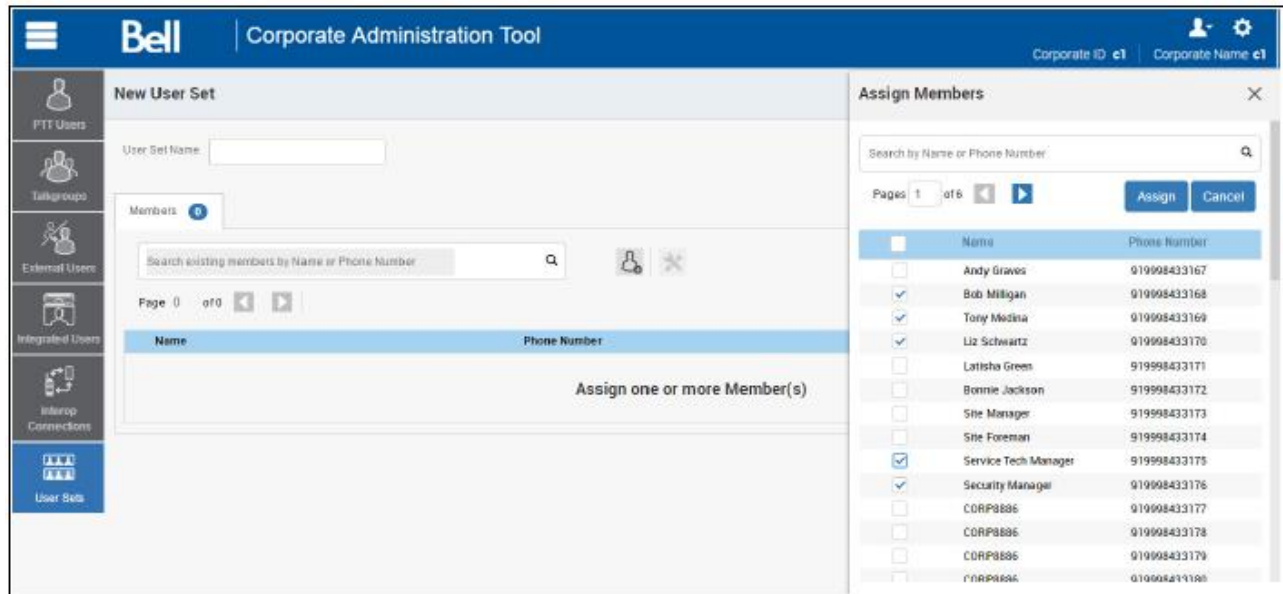 Bell Corporate Administration Tool
Corporate ID c1 Corporate Name c1
PTT Users
Talkgroups
External Users
Integrated Users
Interop
Connections
User Sets
New User Set
User Set Name
Members 0
Search existing members by Name or Phone Number
Page 0 of 0
Name Phone Number
Assign one or more Member(s)
Assign Members
Search by Name or Phone Number
Pages 1 of 6 Assign Cancel
Name Phone Number
Andy Graves 919998433167
Bob Milligan 919998433168
Tony Medina 919998433169
Liz Schwartz 919998433170
Latisha Green 919998433171
Bonnie Jackson 919998433172
Site Manager 919998433173
Site Foreman 919998433174
Service Tech Manager 919998433175
Security Manager 919998433176
CORP8886 919998433177
CORP8886 919998433178
CORP8886 919998433179
CORP8886 919998433180